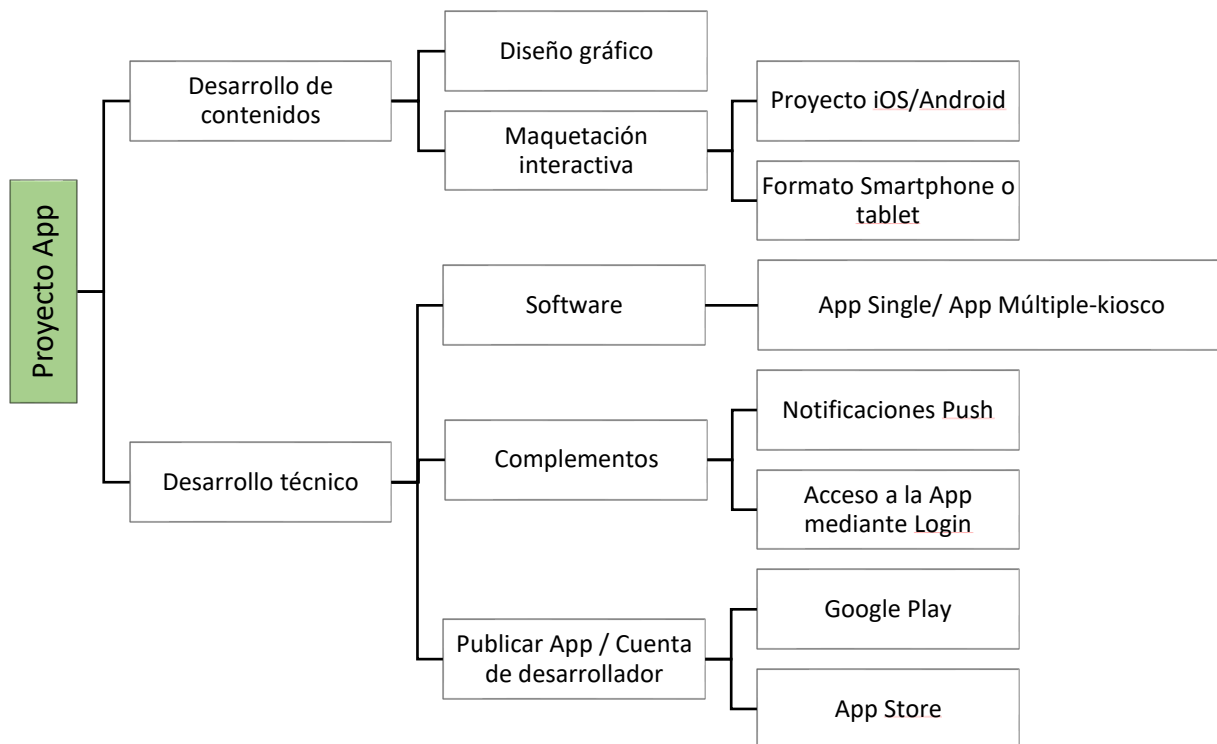 Proyecto App
Desarrollo de
contenidos
Diseño gráfico
Maquetación
interactiva
Proyecto iOS/Android
Formato Smartphone o
tablet
Desarrollo técnico
Software
App Single/ App Múltiple-kiosco
Complementos
Notificaciones Push
Acceso a la App
mediante Login
Publicar App / Cuenta
de desarrollador
Google Play
App Store